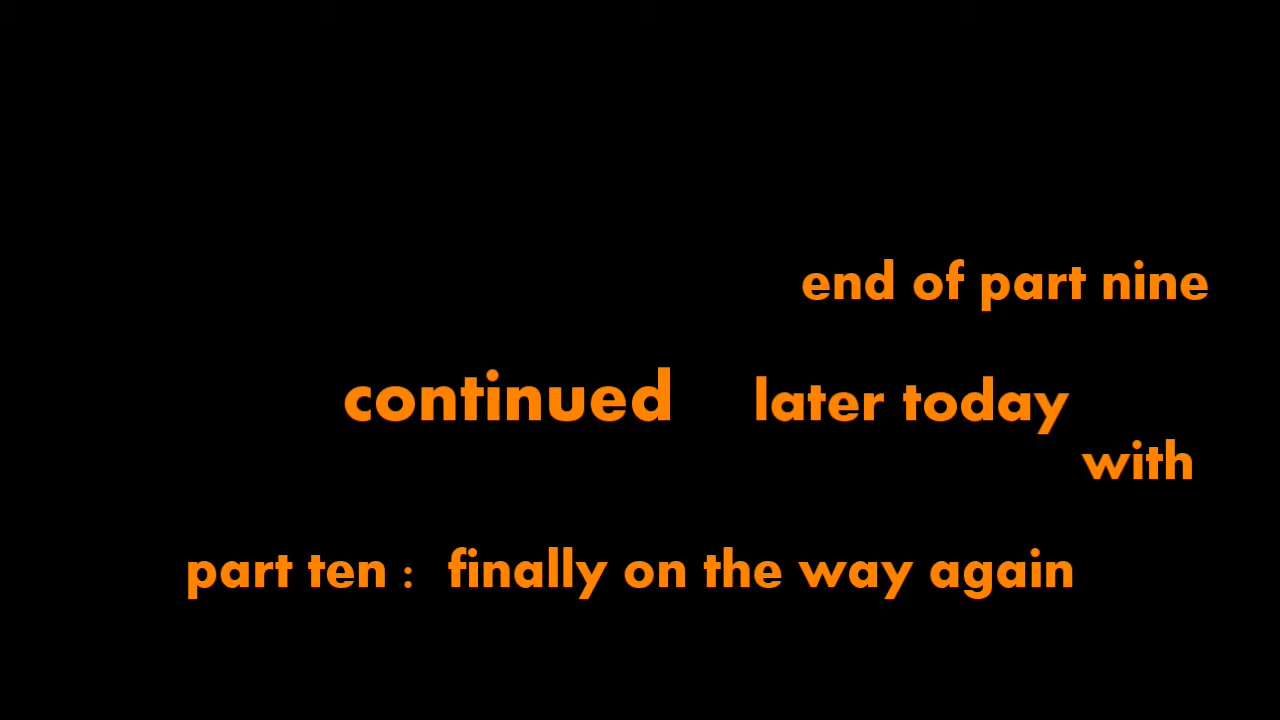 end of part nine
continued later today
with
part ten : finally on the way again